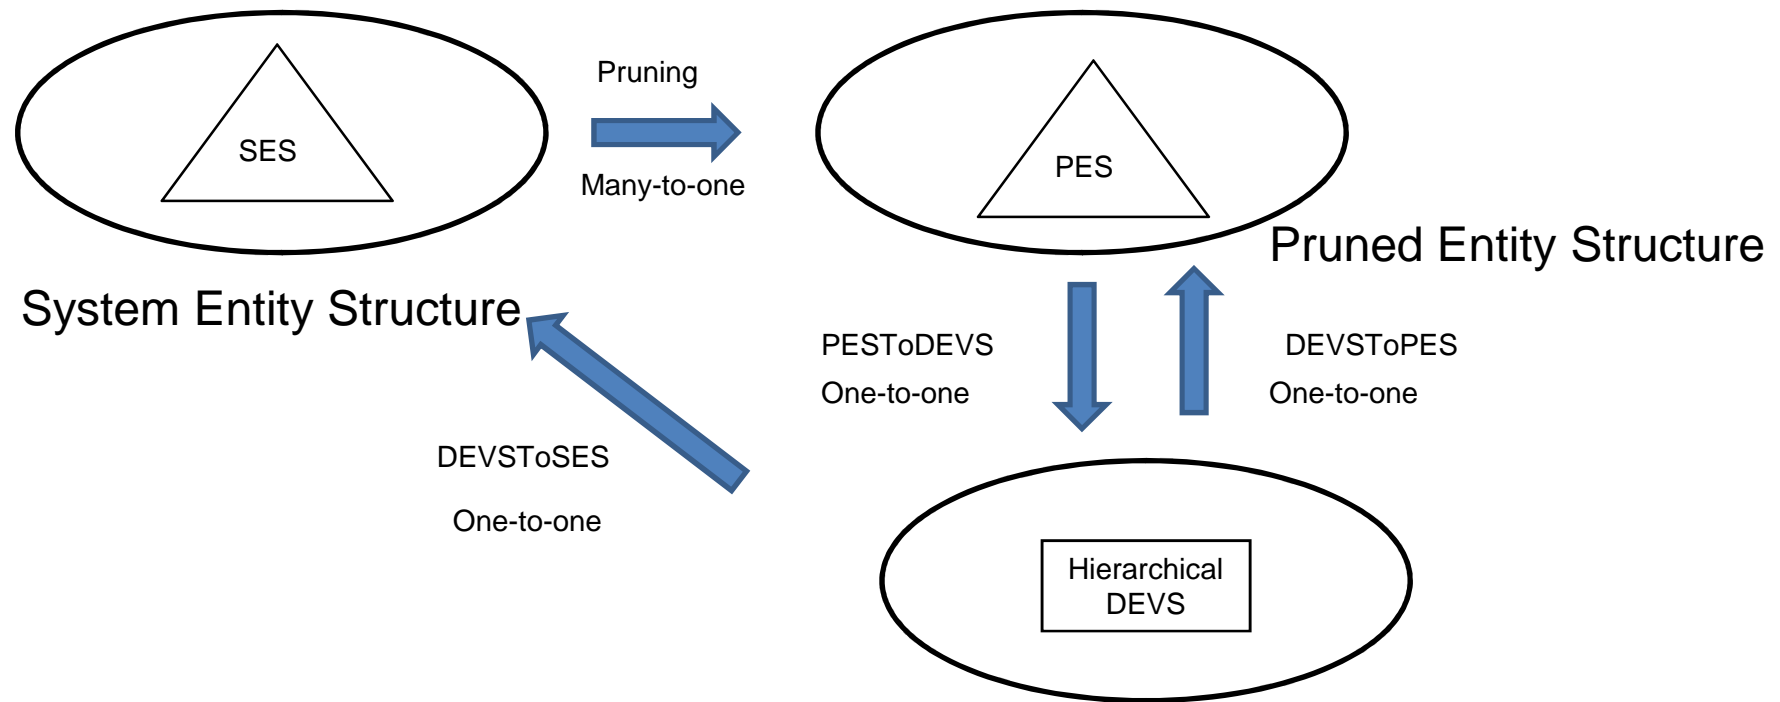 Pruning
SES
PES
Many-to-one
Pruned Entity Structure
System Entity Structure
PESToDEVS
DEVSToPES
One-to-one
One-to-one
DEVSToSES
One-to-one
Hierarchical
DEVS